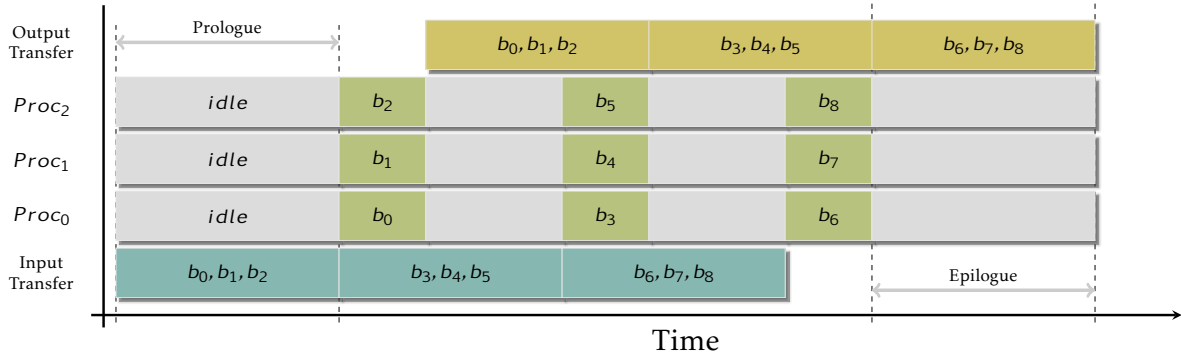 Output
Transfer
Prologue
b₀, b₁, b₂
b₃, b₄, b₅
b₆, b₇, b₈
Proc₂
idle
b₂
b₅
b₈
Proc₁
idle
b₁
b₄
b₇
Proc₀
idle
b₀
b₃
b₆
Input
Transfer
b₀, b₁, b₂
b₃, b₄, b₅
b₆, b₇, b₈
Epilogue
Time